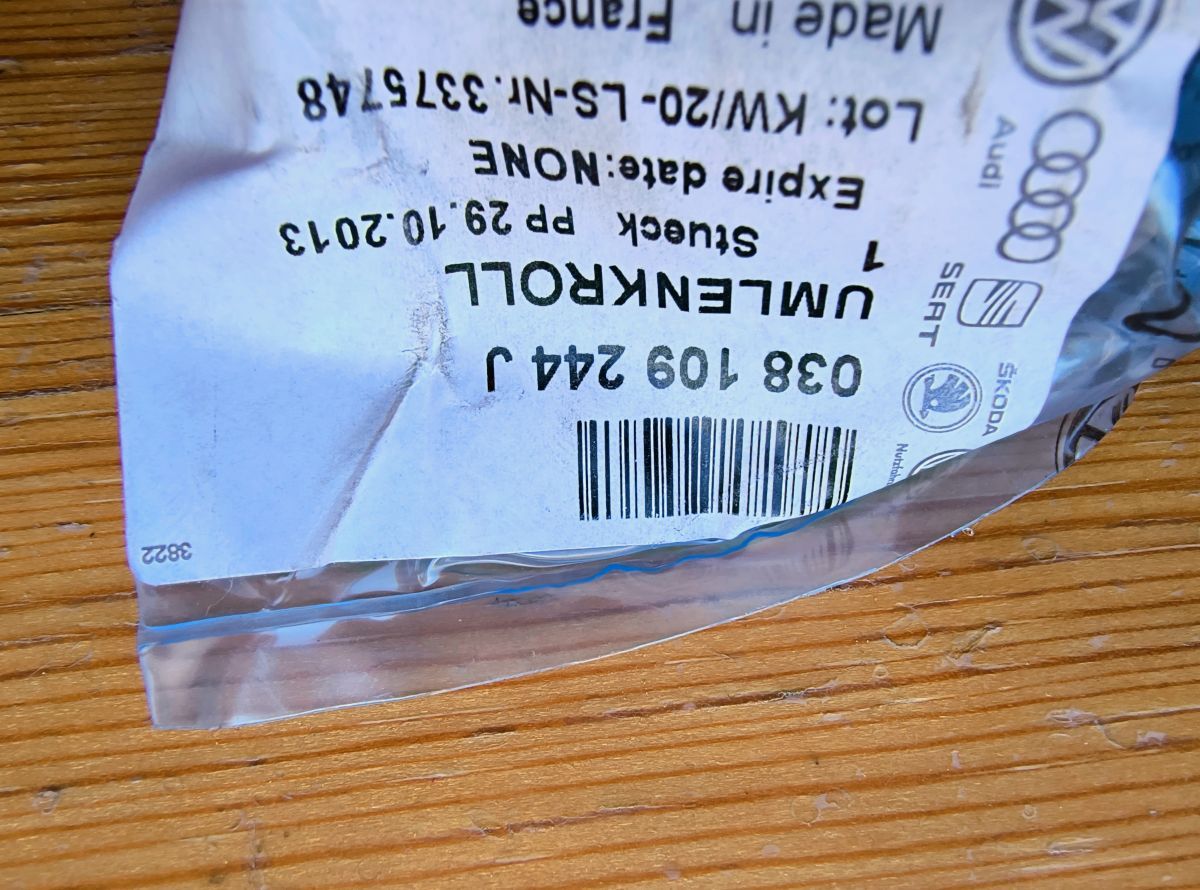 038 109 244 J
UMLENKROLL
1 Stueck PP 29.10.2013
Expire date:NONE
Lot: KW/20- LS-Nr.3375748
Made in France
Audi
SEAT
ŠKODA
3822